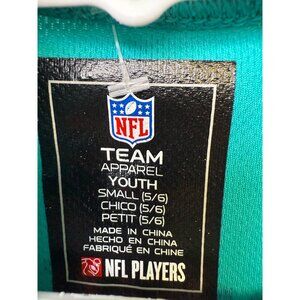 NFL
TEAM
APPAREL
YOUTH
SMALL (5/6)
CHICO (5/6)
PETIT (5/6)
MADE IN CHINA
HECHO EN CHINA
FABRIQUÉ EN CHINE
NFL PLAYERS